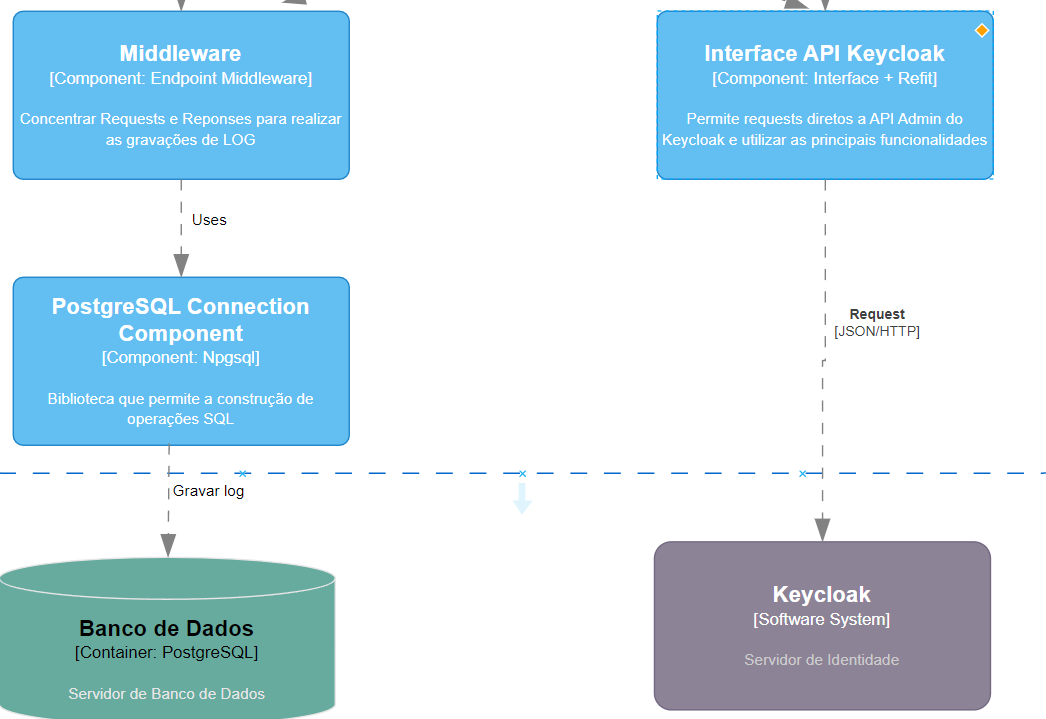 Middleware
[Component: Endpoint Middleware]
Concentrar Requests e Reponses para realizar
as gravações de LOG
Uses
PostgreSQL Connection
Component
[Component: Npgsql]
Biblioteca que permite a construção de
operações SQL
Gravar log
Banco de Dados
[Container: PostgreSQL]
Servidor de Banco de Dados
Interface API Keycloak
[Component: Interface + Refit]
Permite requests diretos a API Admin do
Keycloak e utilizar as principais funcionalidades
Request
[JSON/HTTP]
Keycloak
[Software System]
Servidor de Identidade